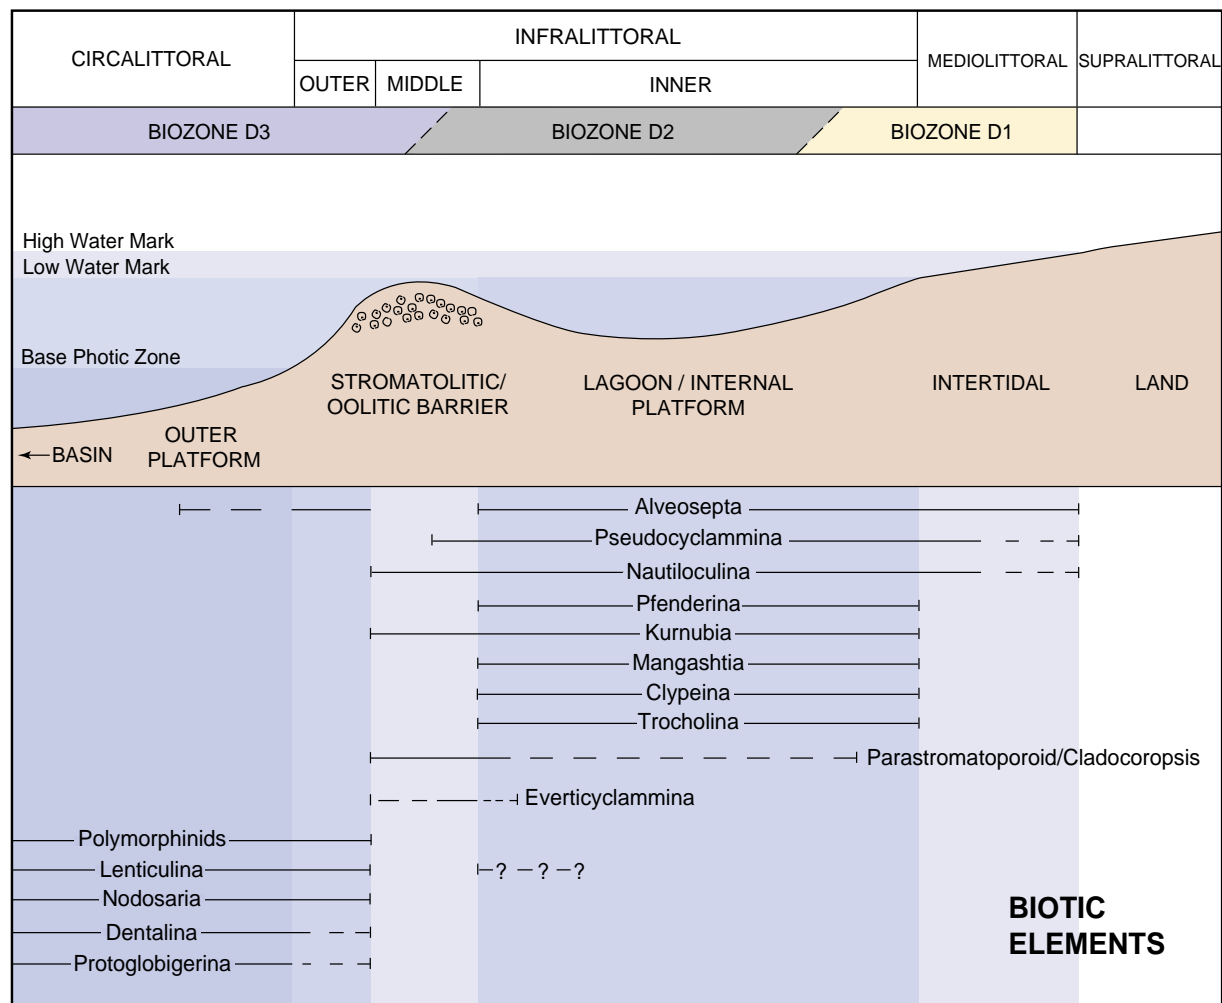 CIRCALITTORAL
INFRALITTORAL
MEDIOLITTORAL
SUPRALITTORAL
OUTER
MIDDLE
INNER
BIOZONE D3
BIOZONE D2
BIOZONE D1
High Water Mark
Low Water Mark
Base Photic Zone
STROMATOLITIC/
OOLITIC BARRIER
LAGOON / INTERNAL
PLATFORM
INTERTIDAL
LAND
OUTER
PLATFORM
BASIN
Alveosepta
Pseudocyclammina
Nautiloculina
Pfenderina
Kurnubia
Mangashtia
Clypeina
Trocholina
Parastromatoporoid/Cladocoropsis
Everticyclammina
Polymorphinids
Lenticulina
? ? ?
Nodosaria
Dentalina
Protoglobigerina
BIOTIC
ELEMENTS